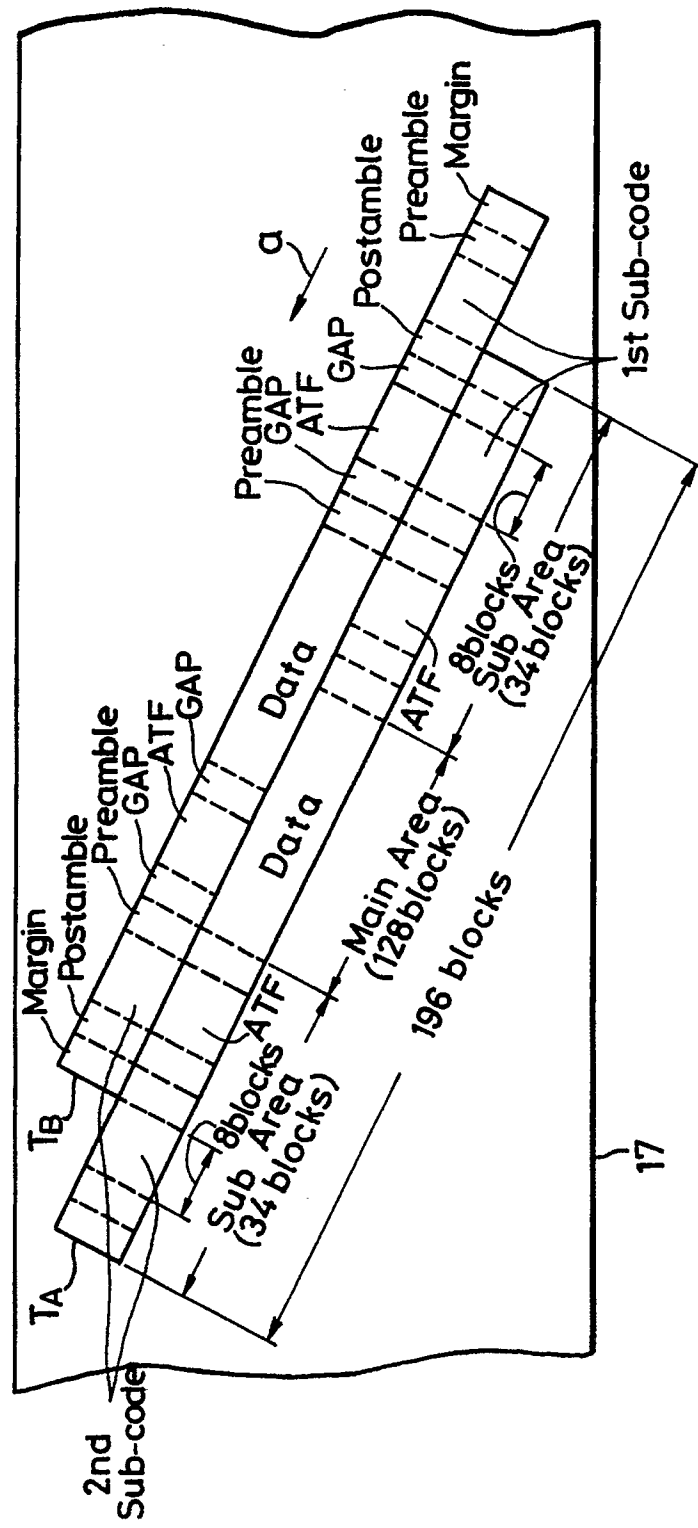 Margin
Postamble
Preamble
GAP
ATF
GAP
Preamble
GAP
ATF
GAP
Postamble
Preamble
Margin
a
TB
TA
Data
Data
ATF
ATF
2nd
Sub-code
1st Sub-code
8blocks
Sub Area
(34 blocks)
Main Area
(128blocks)
8blocks
Sub Area
(34blocks)
196 blocks
17